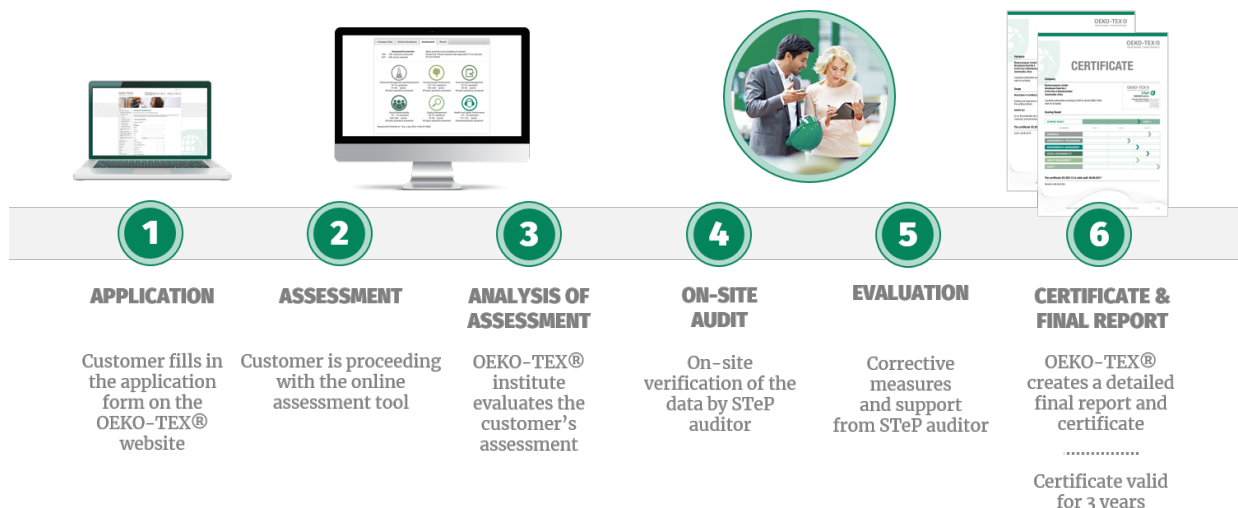 OEKO-TEX®
OEKO-TEX®
CERTIFICATE
OEKO-TEX®
1
2
3
4
5
6
APPLICATION
Customer fills in
the application
form on the
OEKO-TEX®
website
ASSESSMENT
Customer is proceeding
with the online
assessment tool
ANALYSIS OF
ASSESSMENT
OEKO-TEX®
institute
evaluates the
customer’s
assessment
ON-SITE
AUDIT
On-site
verification of the
data by STeP
auditor
EVALUATION
Corrective
measures
and support
from STeP auditor
CERTIFICATE &
FINAL REPORT
OEKO-TEX®
creates a detailed
final report and
certificate
Certificate valid
for 3 years